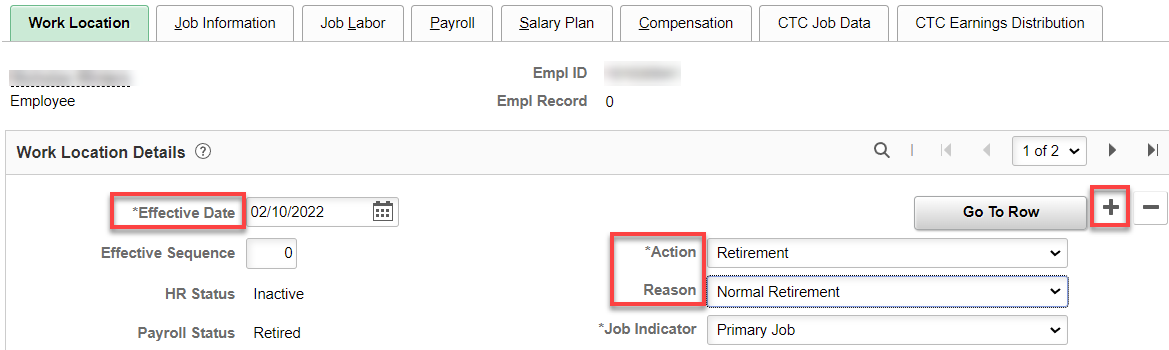 Work Location Job Information Job Labor Payroll Salary Plan Compensation CTC Job Data CTC Earnings Distribution
Empl ID
Employee Empl Record 0
Work Location Details ? 1 of 2
*Effective Date 02/10/2022 Go To Row + −
Effective Sequence 0 *Action Retirement
HR Status Inactive Reason Normal Retirement
Payroll Status Retired *Job Indicator Primary Job